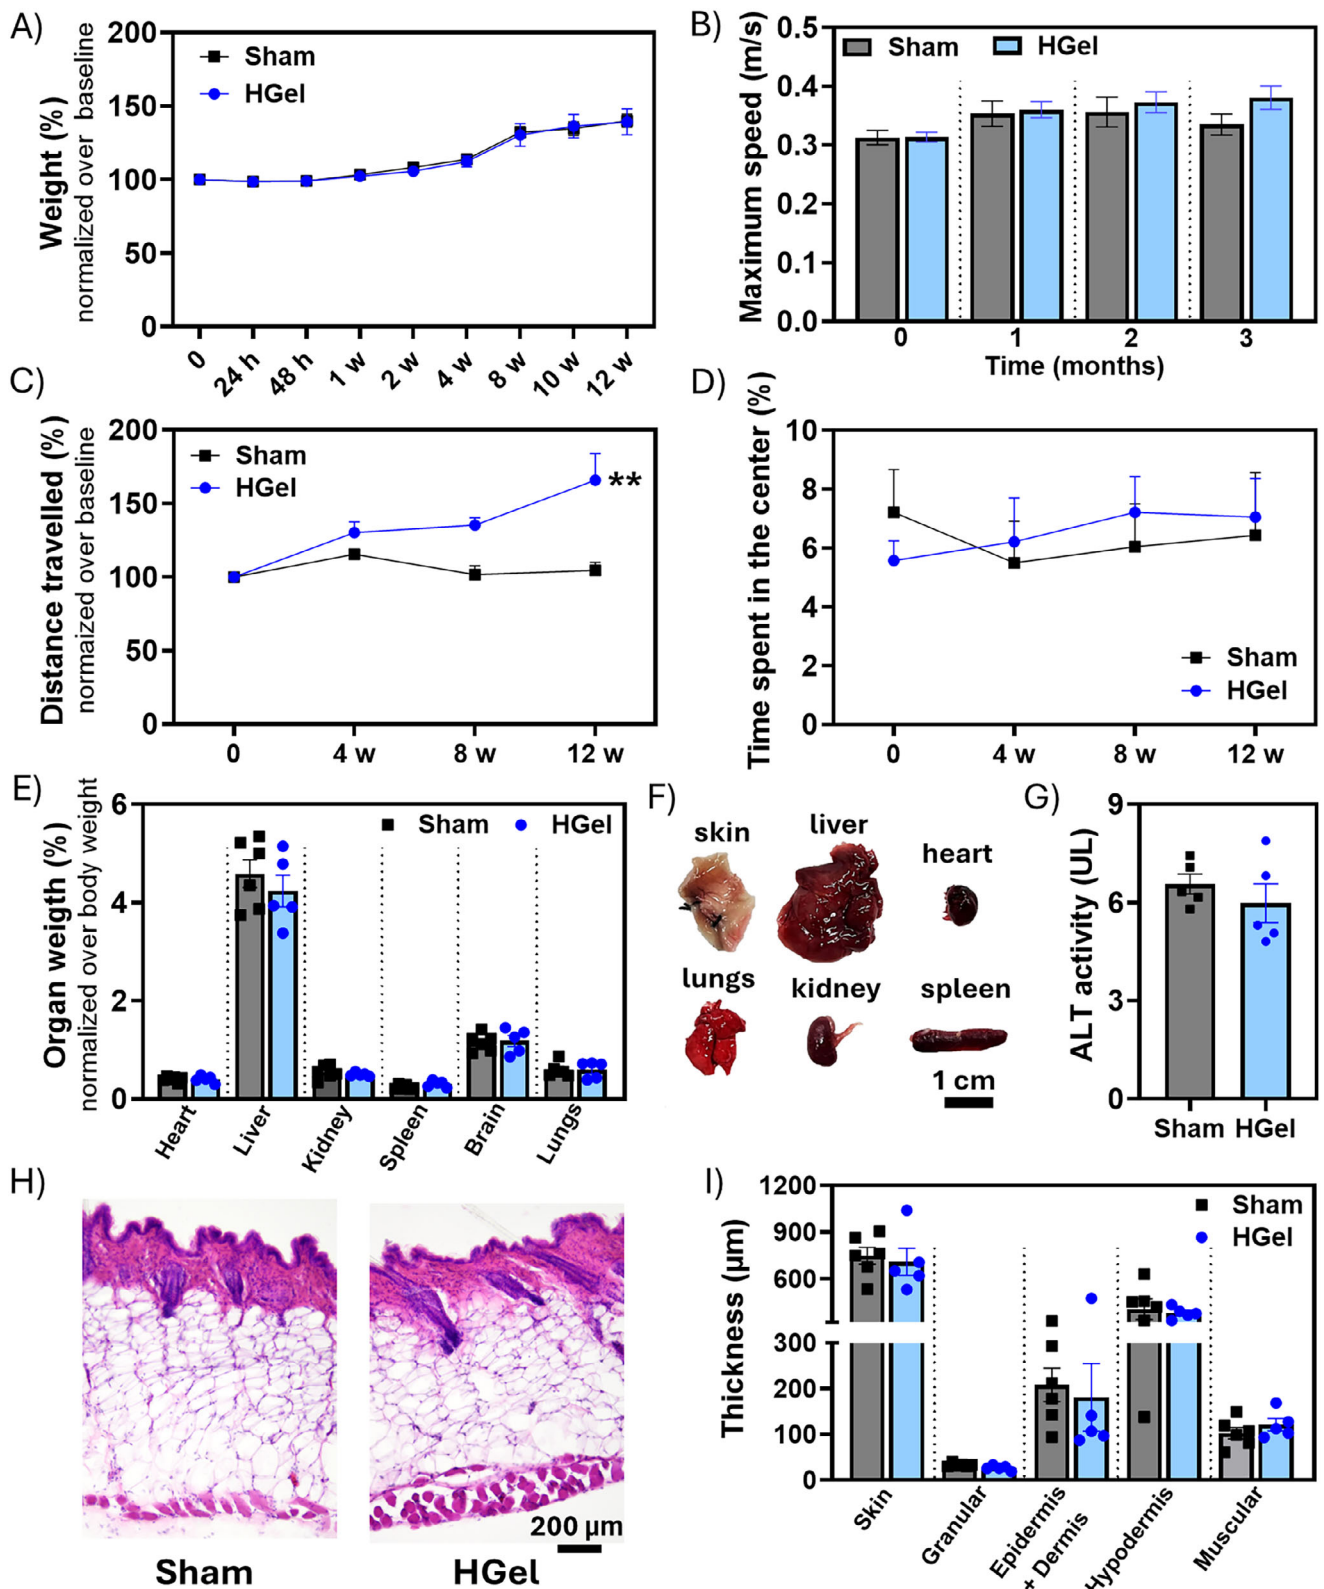 A)
Weight (%)
normalized over baseline
200
150
100
50
0
Sham
HGel
0
24 h
48 h
1 w
2 w
4 w
8 w
10 w
12 w
B)
Maximum speed (m/s)
0.5
0.4
0.3
0.2
0.1
0.0
Sham
HGel
0
1
2
3
Time (months)
C)
Distance travelled (%)
normaized over baseline
200
150
100
50
0
Sham
HGel
**
0
4 w
8 w
12 w
D)
Time spent in the center (%)
10
8
6
4
2
0
Sham
HGel
0
4 w
8 w
12 w
E)
Organ weigth (%)
normalized over body weight
6
4
2
0
Sham
HGel
Heart
Liver
Kidney
Spleen
Brain
Lungs
F)
skin
liver
heart
lungs
kidney
spleen
1 cm
G)
ALT activity (UL)
9
6
3
0
Sham HGel
H)
200 µm
Sham
HGel
I)
Thickness (µm)
1200
900
600
300
200
100
0
Sham
HGel
Skin
Granular
Epidermis
+ Dermis
Hypodermis
Muscular